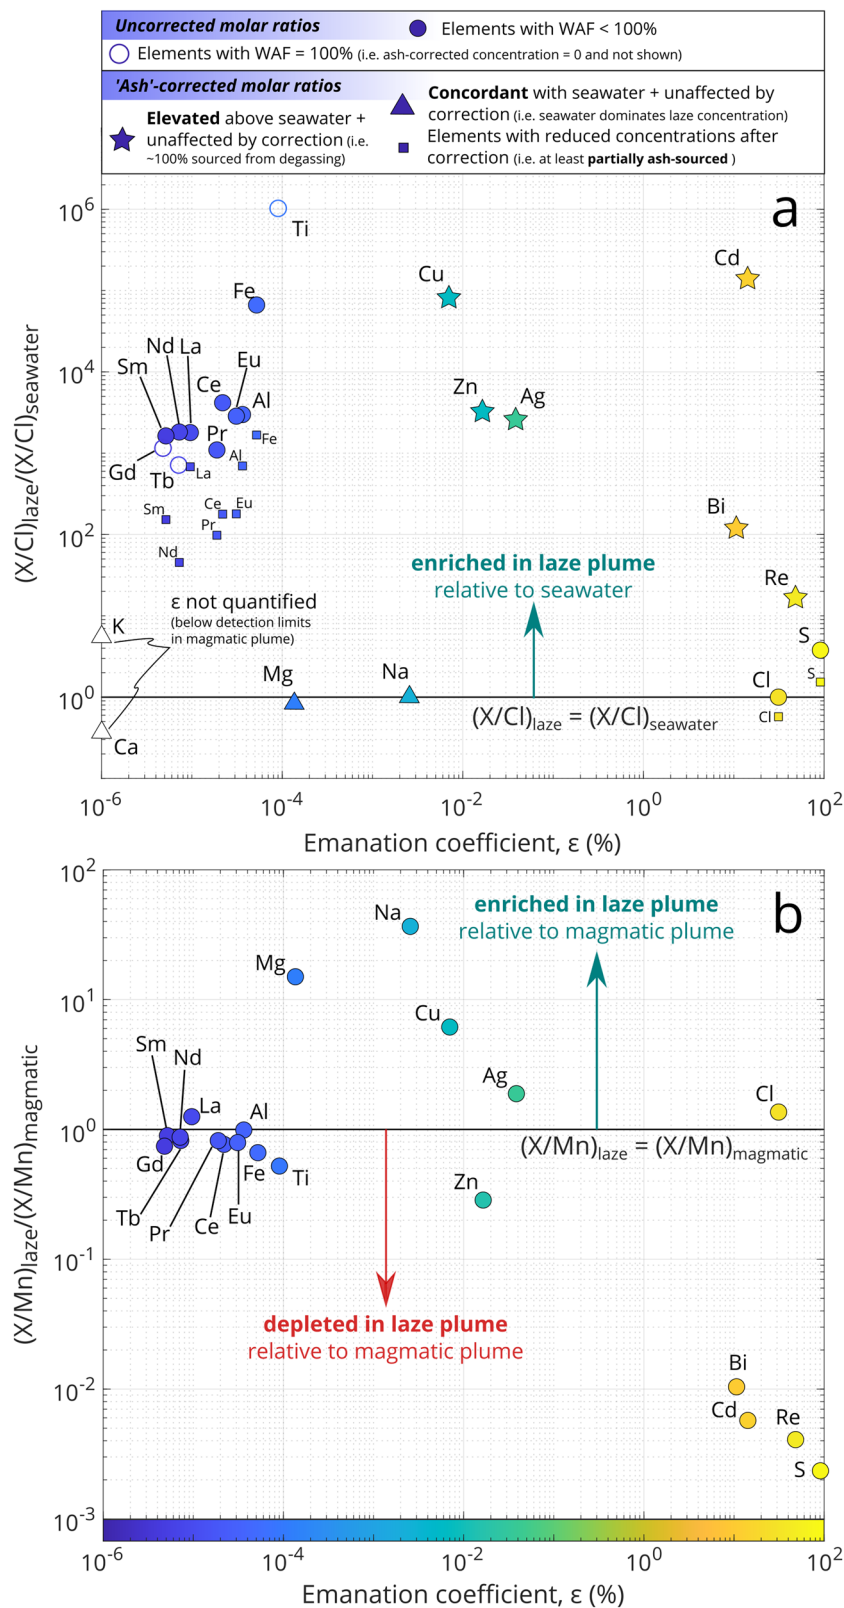 Uncorrected molar ratios
Elements with WAF < 100%
Elements with WAF = 100% (i.e. ash-corrected concentration = 0 and not shown)
'Ash'-corrected molar ratios
Elevated above seawater +
unaffected by correction (i.e.
~100% sourced from degassing)
Concordant with seawater + unaffected by
correction (i.e. seawater dominates laze concentration)
Elements with reduced concentrations after
correction (i.e. at least partially ash-sourced )
a
(X/Cl)laze/(X/Cl)seawater
10^6
10^4
10^2
10^0
Ti
Fe
Cu
Cd
Nd
La
Sm
Eu
Ce
Al
Zn
Ag
Pr
Fe
Al
Gd
Tb
La
Sm
Ce
Eu
Pr
Nd
Bi
Re
S
S
enriched in laze plume
relative to seawater
ε not quantified
(below detection limits
in magmatic plume)
K
Ca
Mg
Na
Cl
Cl
(X/Cl)laze = (X/Cl)seawater
10^-6
10^-4
10^-2
10^0
10^2
Emanation coefficient, ε (%)
b
(X/Mn)laze/(X/Mn)magmatic
10^2
10^1
10^0
10^-1
10^-2
10^-3
Na
enriched in laze plume
relative to magmatic plume
Mg
Cu
Sm
Nd
La
Al
Ag
Cl
(X/Mn)laze = (X/Mn)magmatic
Gd
Fe
Ti
Zn
Tb
Pr
Ce
Eu
depleted in laze plume
relative to magmatic plume
Bi
Cd
Re
S
10^-6
10^-4
10^-2
10^0
10^2
Emanation coefficient, ε (%)